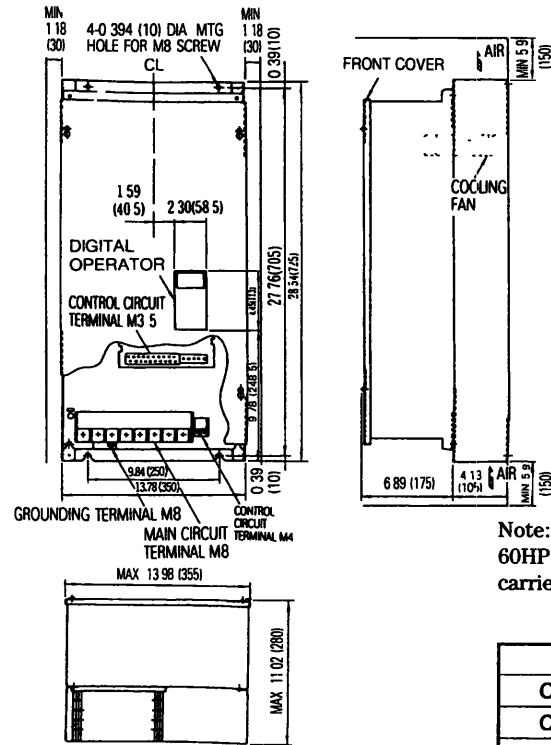 MIN
1 18
(30)
4-0 394 (10) DIA MTG
HOLE FOR M8 SCREW
CL
MIN
1 18
(30)
0 39(10)
1 59
(40 5)
2 30(58 5)
DIGITAL
OPERATOR
CONTROL CIRCUIT
TERMINAL M3 5
27 76(705)
28 54(725)
9 78 (248 5)
9.84 (250)
13.78 (350)
0 39
(10)
GROUNDING TERMINAL M8
MAIN CIRCUIT
TERMINAL M8
CONTROL
CIRCUIT
TERMINAL M4
MAX 13 98 (355)
MAX 11 02 (280)
FRONT COVER
AIR
MIN 5 9
(150)
COOLING
FAN
6 89 (175)
4 13
(105)
AIR
MIN 5 9
(150)
Note:
60HP
carrie
C
C